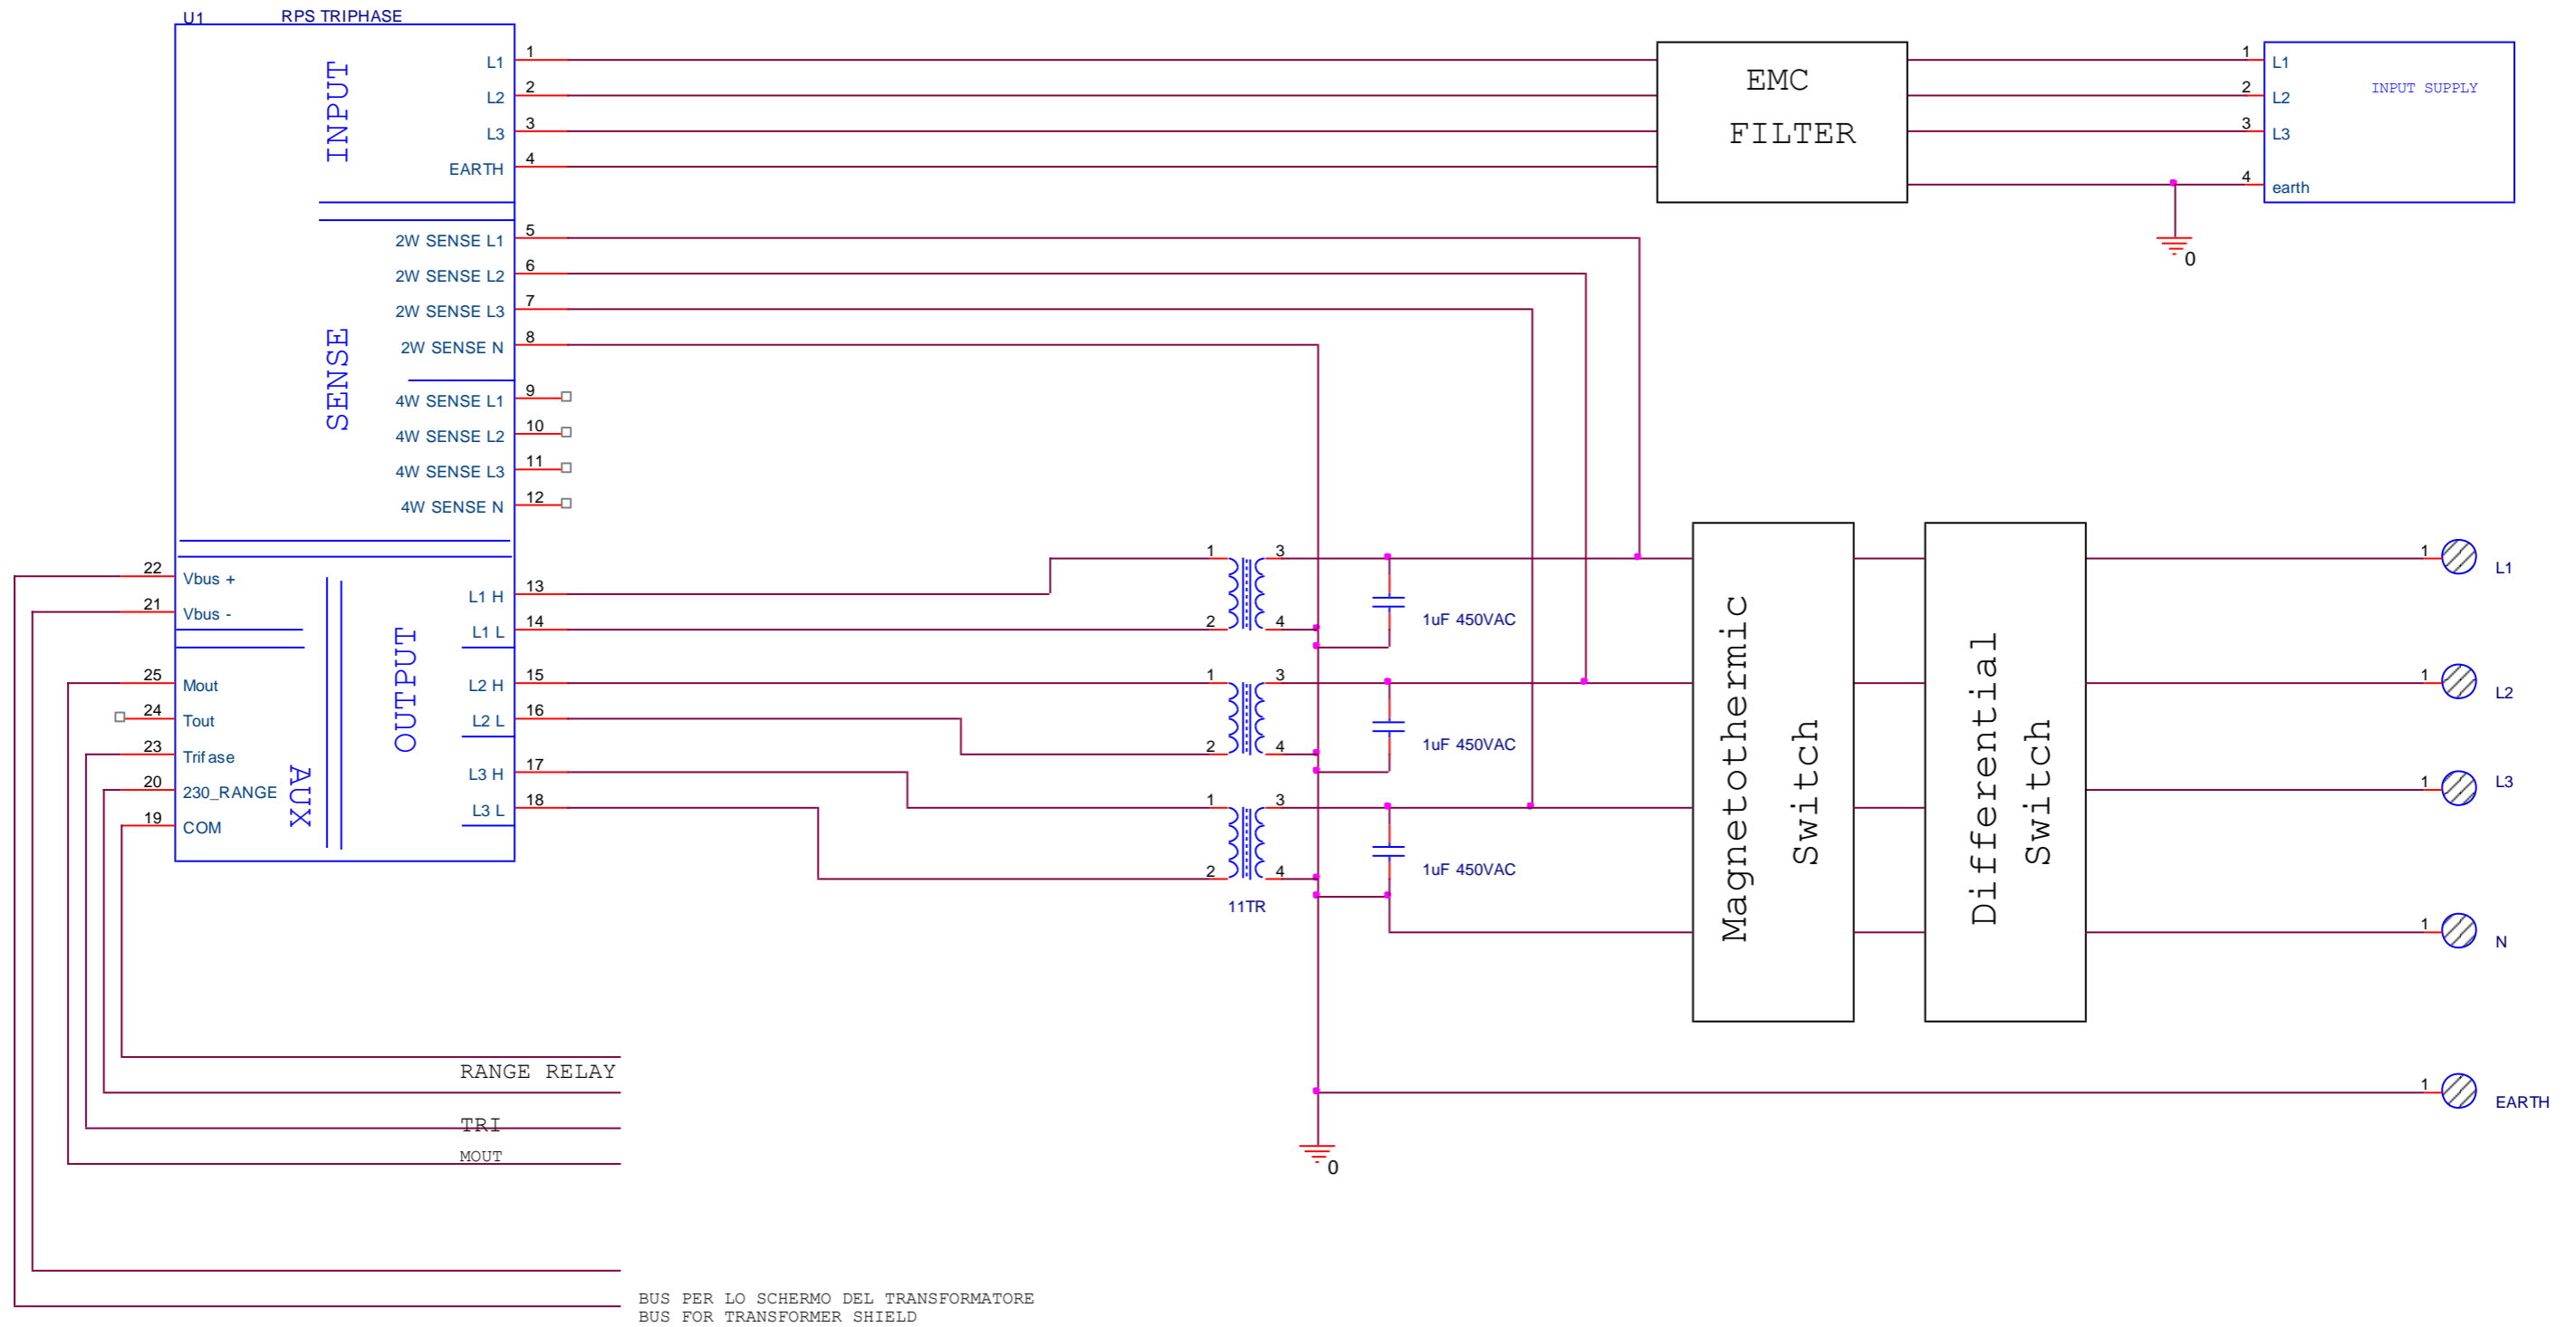 U1
RPS TRIPHASE
INPUT
L1 1
L2 2
L3 3
EARTH 4
SENSE
2W SENSE L1 5
2W SENSE L2 6
2W SENSE L3 7
2W SENSE N 8
4W SENSE L1 9
4W SENSE L2 10
4W SENSE L3 11
4W SENSE N 12
22 Vbus +
21 Vbus -
25 Mout
24 Tout
23 Trifase
20 230_RANGE
19 COM
AUX
OUTPUT
L1 H 13
L1 L 14
L2 H 15
L2 L 16
L3 H 17
L3 L 18
EMC
FILTER
1 L1
2 L2
3 L3
4 earth
INPUT SUPPLY
0
1 3
2 4
1uF 450VAC
1 3
2 4
1uF 450VAC
1 3
2 4
1uF 450VAC
11TR
Magnetothermic
Switch
Differential
Switch
1 L1
1 L2
1 L3
1 N
1 EARTH
0
RANGE RELAY
TRI
MOUT
BUS PER LO SCHERMO DEL TRANSFORMATORE
BUS FOR TRANSFORMER SHIELD